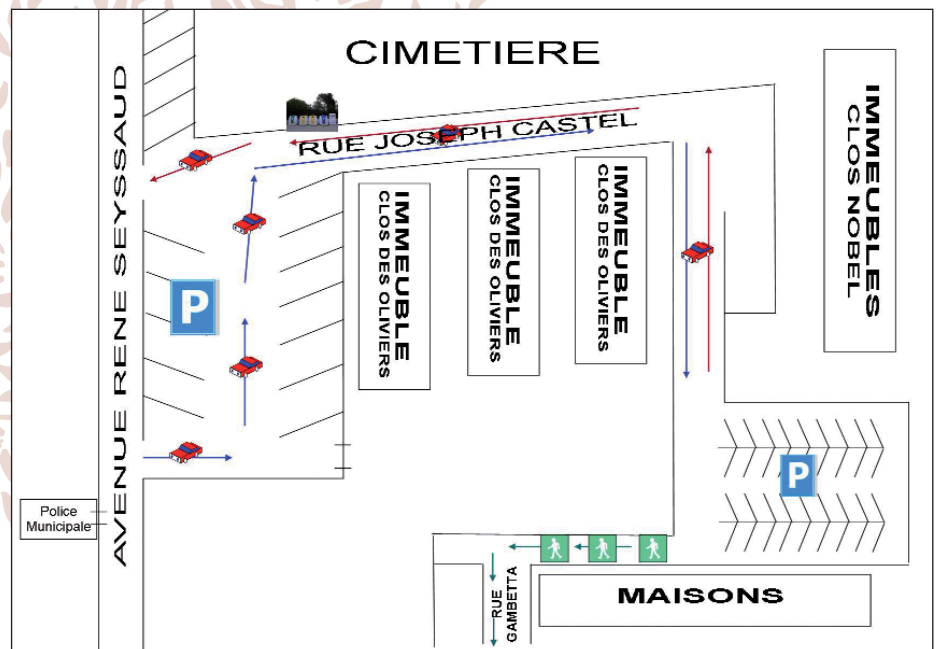 CIMETIERE
AVENUE RENE SEYSSAUD
RUE JOSEPH CASTEL
IMMEUBLES
CLOS NOBEL
IMMEUBLE
CLOS DES OLIVIERS
IMMEUBLE
CLOS DES OLIVIERS
IMMEUBLE
CLOS DES OLIVIERS
P
P
Police
Municipale
RUE
GAMBETTA
MAISONS